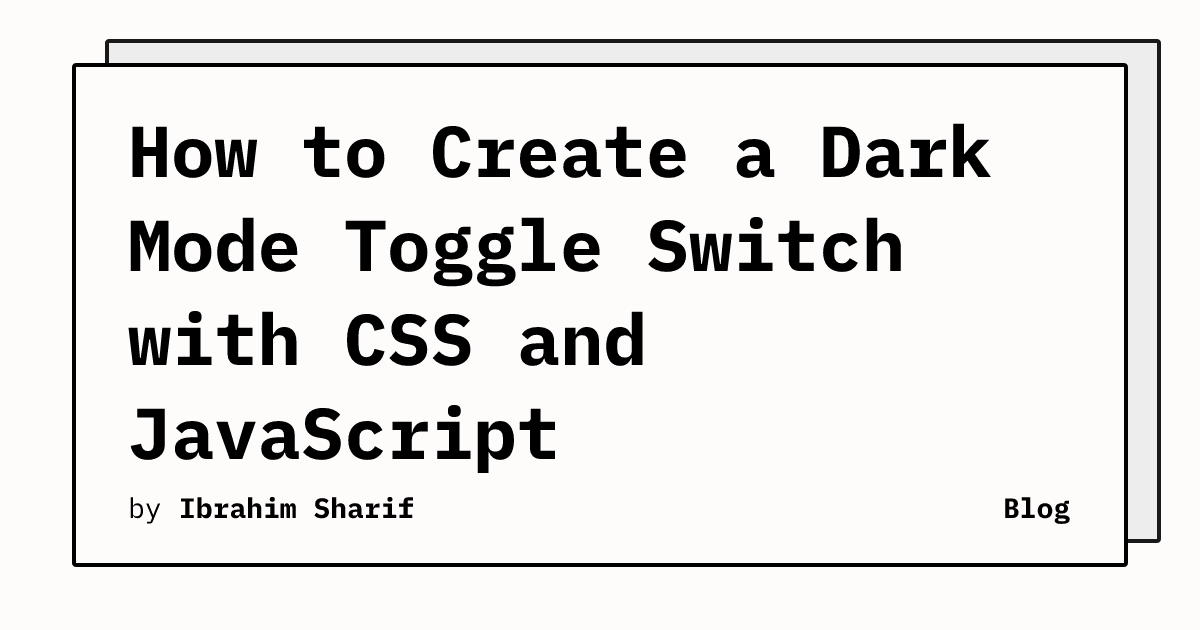 How to Create a Dark
Mode Toggle Switch
with CSS and
JavaScript
by Ibrahim Sharif
Blog